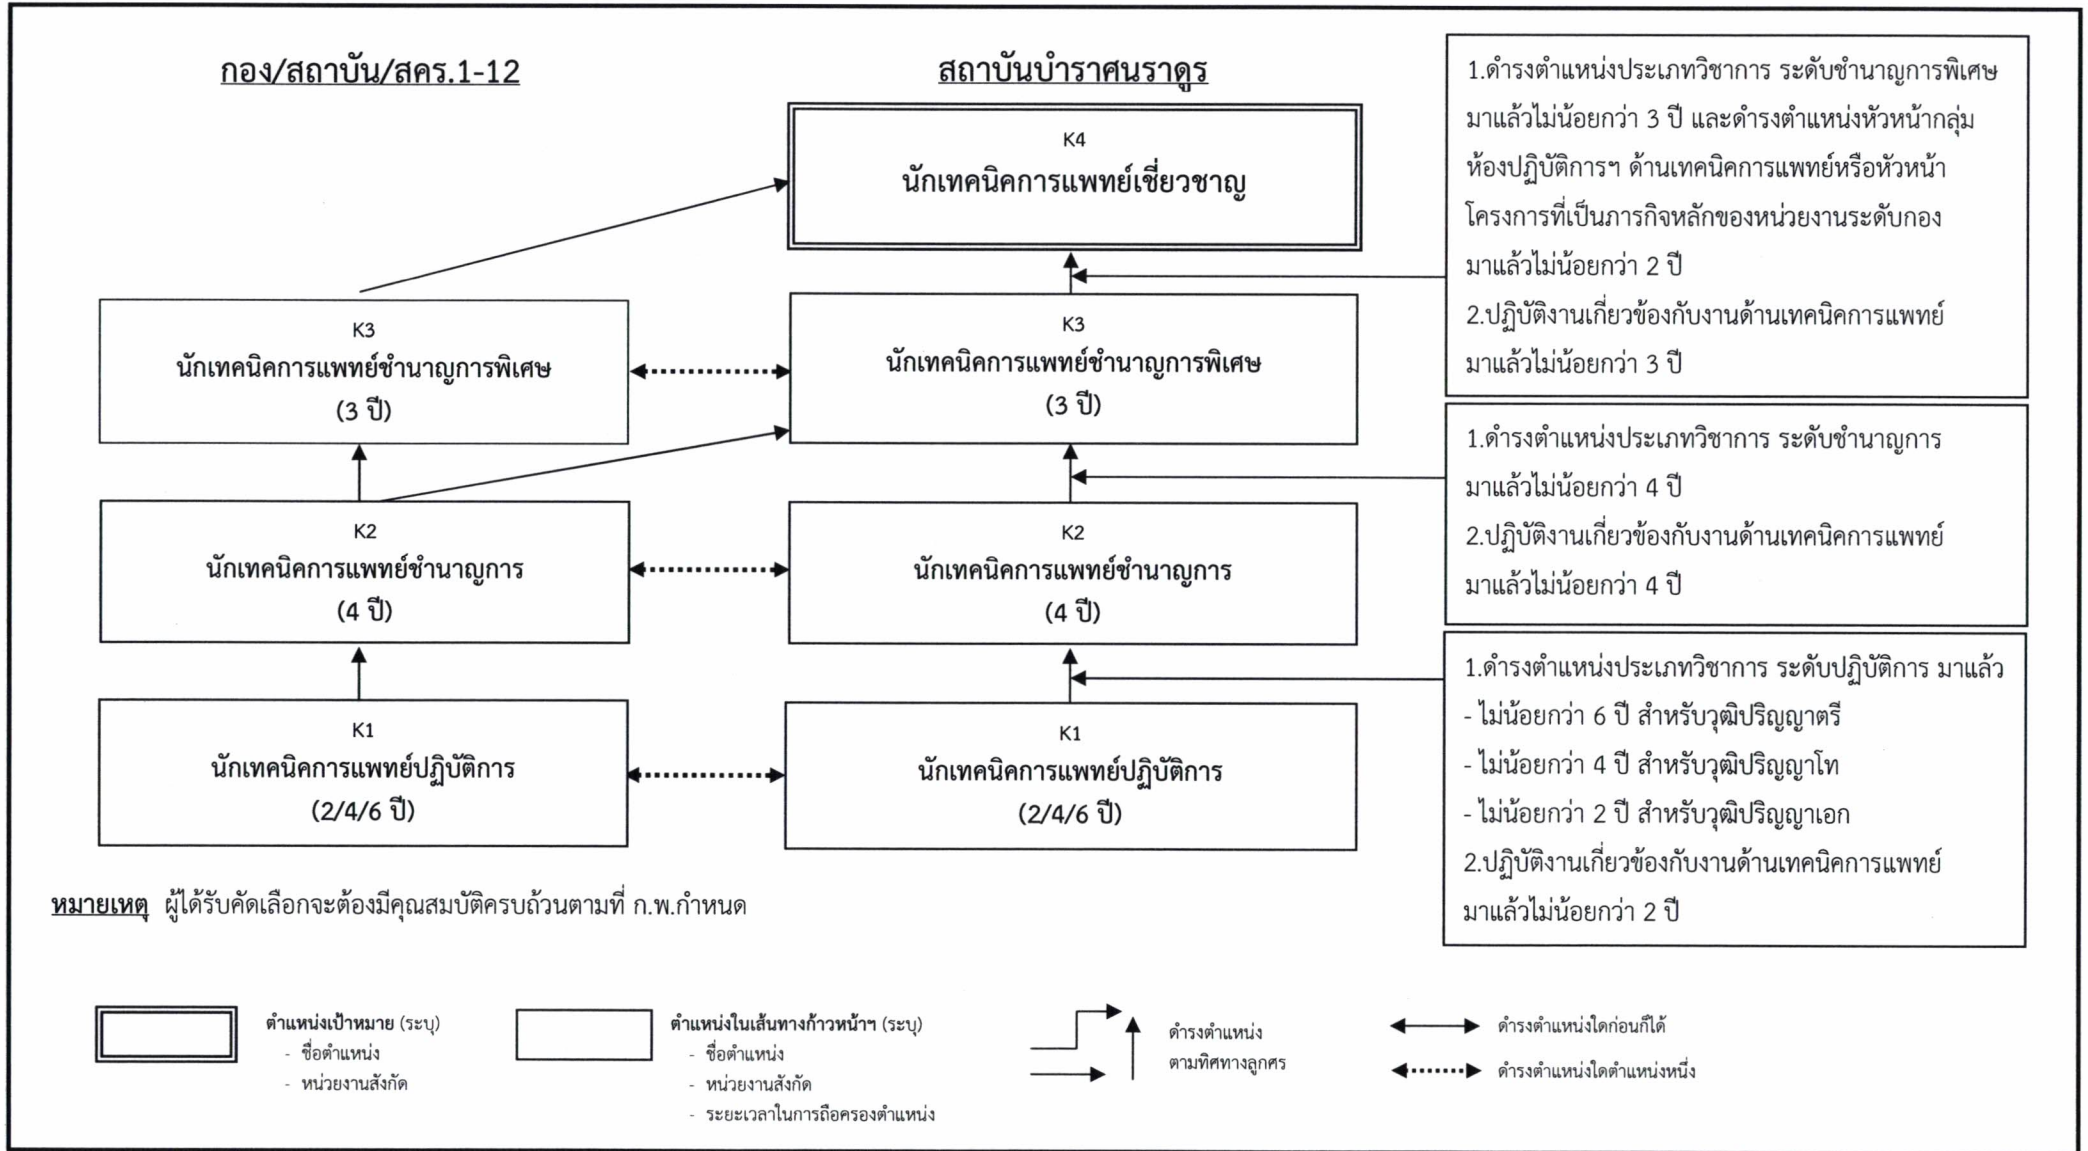 กอง/สถาบัน/สคร.1-12
สถาบันบำราศนราดูร
K4
นักเทคนิคการแพทย์เชี่ยวชาญ
K3
นักเทคนิคการแพทย์ชำนาญการพิเศษ
(3 ปี)
K3
นักเทคนิคการแพทย์ชำนาญการพิเศษ
(3 ปี)
K2
นักเทคนิคการแพทย์ชำนาญการ
(4 ปี)
K2
นักเทคนิคการแพทย์ชำนาญการ
(4 ปี)
K1
นักเทคนิคการแพทย์ปฏิบัติการ
(2/4/6 ปี)
K1
นักเทคนิคการแพทย์ปฏิบัติการ
(2/4/6 ปี)
1.ดำรงตำแหน่งประเภทวิชาการ ระดับชำนาญการพิเศษ
มาแล้วไม่น้อยกว่า 3 ปี และดำรงตำแหน่งหัวหน้ากลุ่ม
ห้องปฏิบัติการฯ ด้านเทคนิคการแพทย์หรือหัวหน้า
โครงการที่เป็นภารกิจหลักของหน่วยงานระดับกอง
มาแล้วไม่น้อยกว่า 2 ปี
2.ปฏิบัติงานเกี่ยวข้องกับงานด้านเทคนิคการแพทย์
มาแล้วไม่น้อยกว่า 3 ปี
1.ดำรงตำแหน่งประเภทวิชาการ ระดับชำนาญการ
มาแล้วไม่น้อยกว่า 4 ปี
2.ปฏิบัติงานเกี่ยวข้องกับงานด้านเทคนิคการแพทย์
มาแล้วไม่น้อยกว่า 4 ปี
1.ดำรงตำแหน่งประเภทวิชาการ ระดับปฏิบัติการ มาแล้ว
- ไม่น้อยกว่า 6 ปี สำหรับวุฒิปริญญาตรี
- ไม่น้อยกว่า 4 ปี สำหรับวุฒิปริญญาโท
- ไม่น้อยกว่า 2 ปี สำหรับวุฒิปริญญาเอก
2.ปฏิบัติงานเกี่ยวข้องกับงานด้านเทคนิคการแพทย์
มาแล้วไม่น้อยกว่า 2 ปี
หมายเหตุ ผู้ได้รับคัดเลือกจะต้องมีคุณสมบัติครบถ้วนตามที่ ก.พ.กำหนด
ตำแหน่งเป้าหมาย (ระบุ)
- ชื่อตำแหน่ง
- หน่วยงานสังกัด
ตำแหน่งในเส้นทางก้าวหน้าฯ (ระบุ)
- ชื่อตำแหน่ง
- หน่วยงานสังกัด
- ระยะเวลาในการถือครองตำแหน่ง
ดำรงตำแหน่ง
ตามทิศทางลูกศร
ดำรงตำแหน่งใดก่อนก็ได้
ดำรงตำแหน่งใดตำแหน่งหนึ่ง